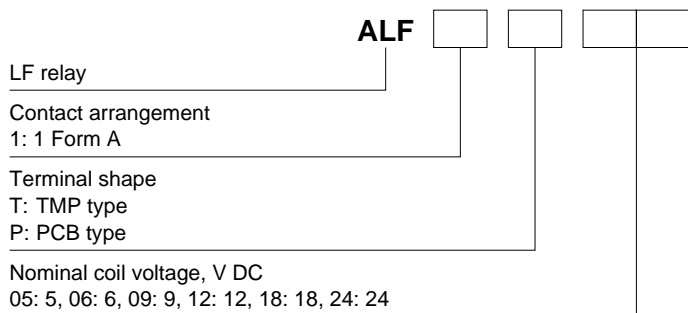 ALF
LF relay
Contact arrangement
1: 1 Form A
Terminal shape
T: TMP type
P: PCB type
Nominal coil voltage, V DC
05: 5, 06: 6, 09: 9, 12: 12, 18: 18, 24: 24